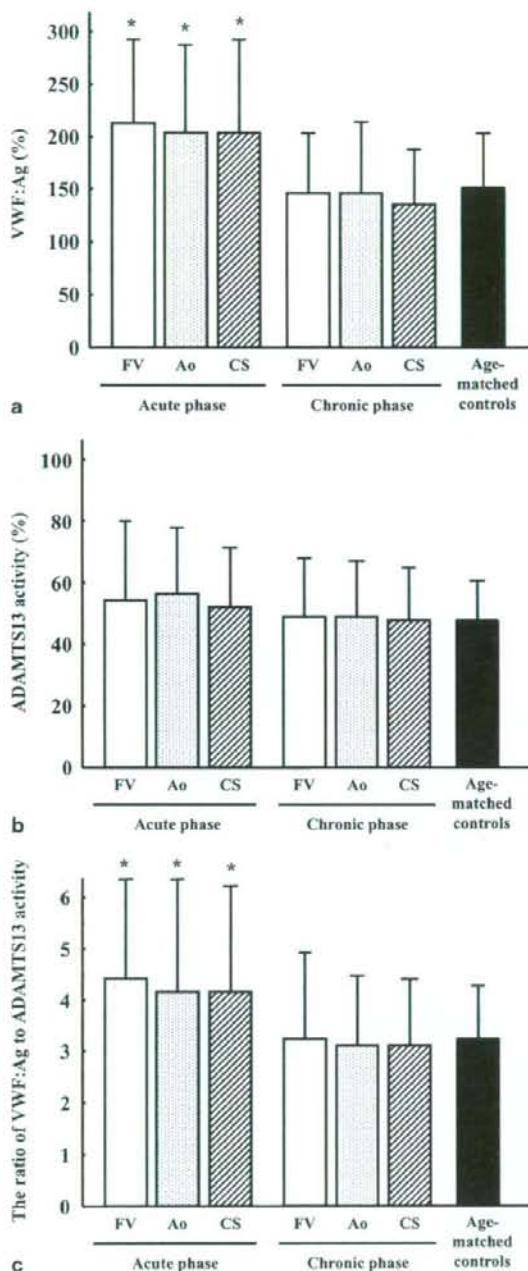 * * *
300
250
200
150
100
50
0
VWF:Ag (%)
FV Ao CS FV Ao CS Age-
matched
controls
Acute phase Chronic phase
a
100
80
60
40
20
0
ADAMTS13 activity (%)
FV Ao CS FV Ao CS Age-
matched
controls
Acute phase Chronic phase
b
* * *
6
5
4
3
2
1
0
The ratio of VWF:Ag to ADAMTS13 activity
FV Ao CS FV Ao CS Age-
matched
controls
Acute phase Chronic phase
c